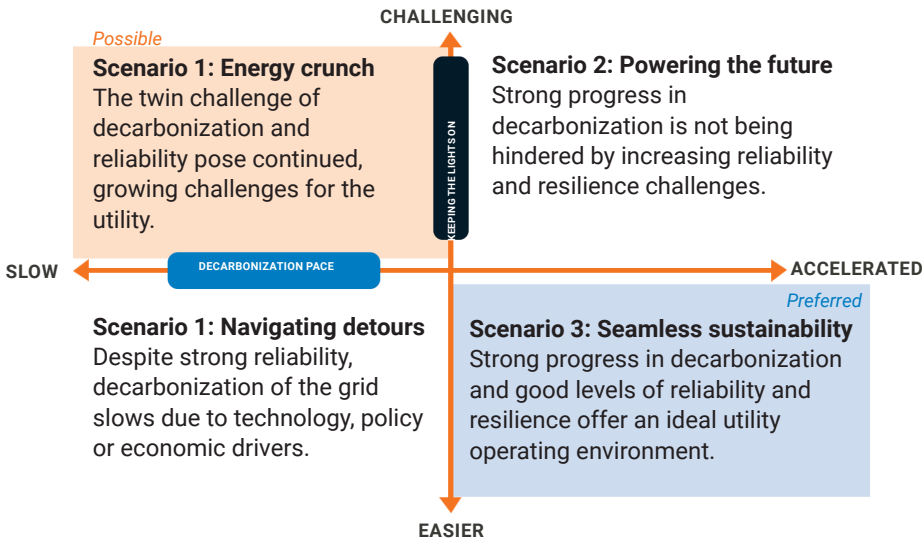 CHALLENGING
Possible
Scenario 1: Energy crunch
The twin challenge of
decarbonization and
reliability pose continued,
growing challenges for the
utility.
KEEPING THE LIGHTS ON
Scenario 2: Powering the future
Strong progress in
decarbonization is not being
hindered by increasing reliability
and resilience challenges.
SLOW
DECARBONIZATION PACE
ACCELERATED
Scenario 1: Navigating detours
Despite strong reliability,
decarbonization of the grid
slows due to technology, policy
or economic drivers.
Preferred
Scenario 3: Seamless sustainability
Strong progress in decarbonization
and good levels of reliability and
resilience offer an ideal utility
operating environment.
EASIER